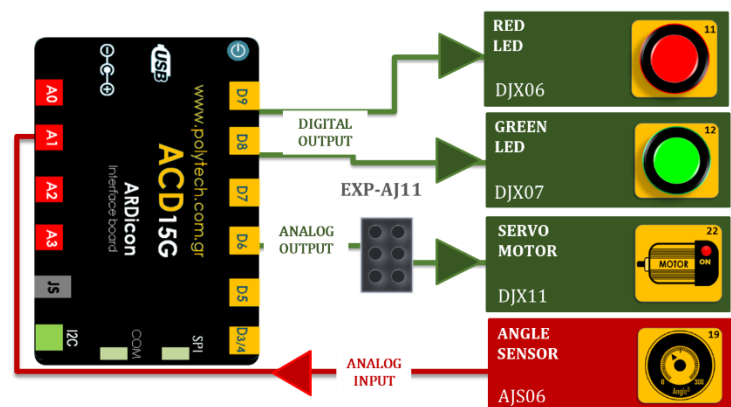 A0
A1
A2
A3
JS
I2C
USB
www.polytech.com.gr
ACD15G
ARDicon
Interface board
COM
SPI
D9
D8
D7
D6
D5
D3/4
DIGITAL
OUTPUT
EXP-AJ11
ANALOG
OUTPUT
ANALOG
INPUT
RED
LED
DJX06
11
GREEN
LED
DJX07
12
SERVO
MOTOR
DJX11
22
MOTOR
ON
ANGLE
SENSOR
AJS06
19
0
300
Angle°